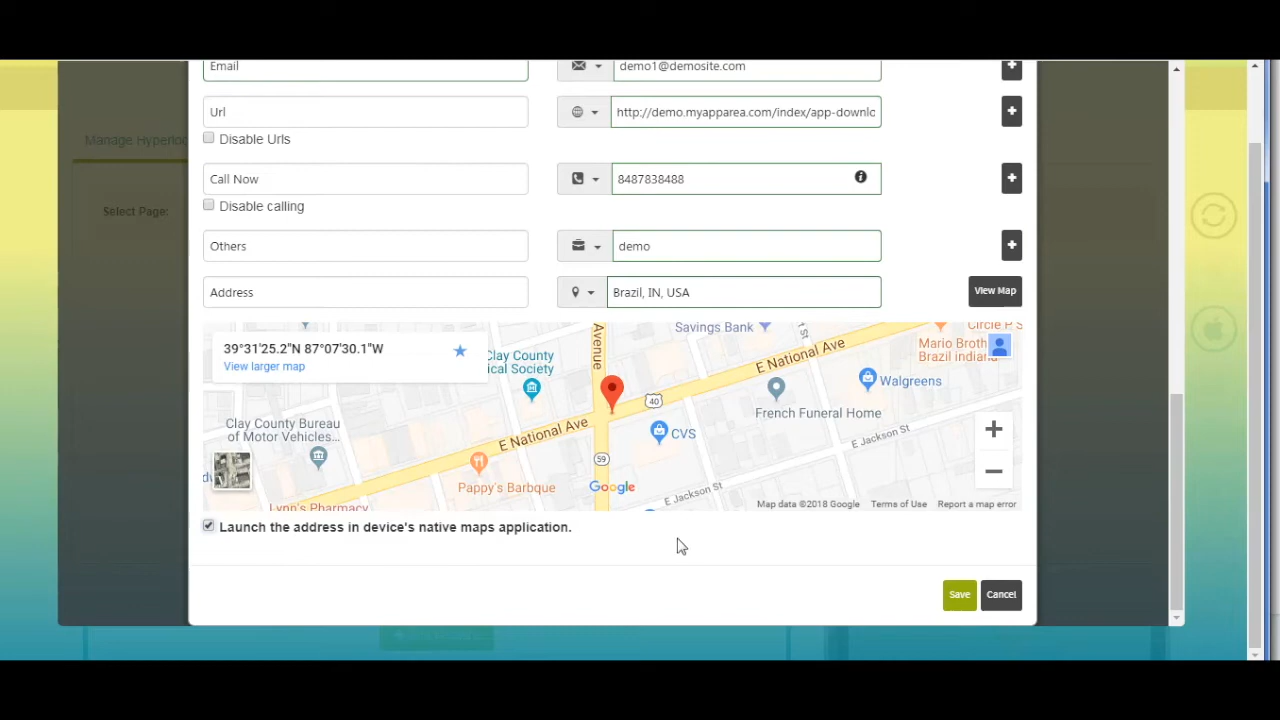 Email
demo1@demosite.com
Url
http://demo.myapparea.com/index/app-downlo
Disable Urls
Manage Hyperlo
Select Page:
Call Now
8487838488
Disable calling
Others
demo
Address
Brazil, IN, USA
View Map
39°31'25.2"N 87°07'30.1"W
View larger map
Clay County
ical Society
Avenue
Savings Bank
St
E National Ave
Circle P S
Mario Broth
Brazil indiana
Walgreens
40
French Funeral Home
Clay County Bureau
of Motor Vehicles...
E National Ave
CVS
E Jackson St
59
Pappy's Barbque
Google
E Jackson St
Lynn's Pharmacy
Map data ©2018 Google
Terms of Use
Report a map error
Launch the address in device's native maps application.
Save
Cancel